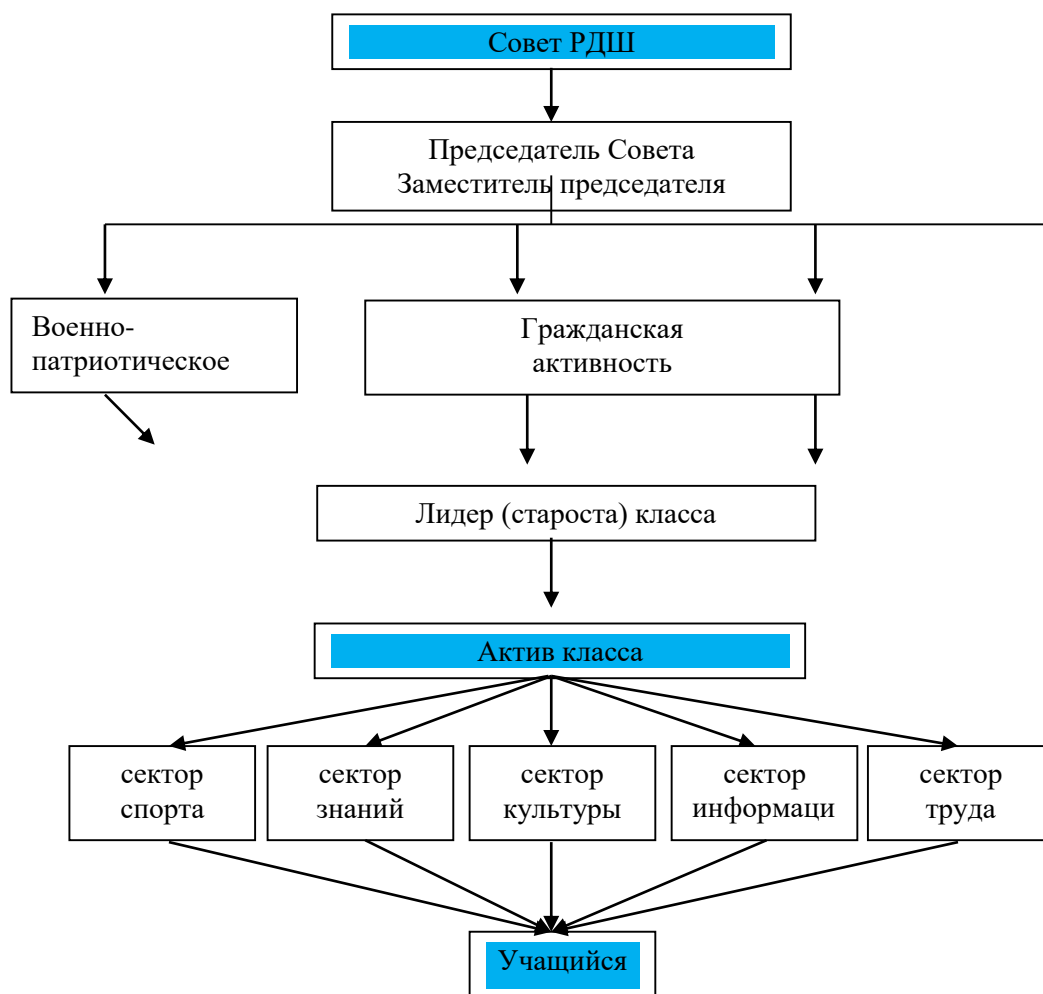 Совет РДШ
Председатель Совета
Заместитель председателя
Военно-
патриотическое
Гражданская
активность
Лидер (староста) класса
Актив класса
сектор
спорта
сектор
знаний
сектор
культуры
сектор
информаци
сектор
труда
Учащийся